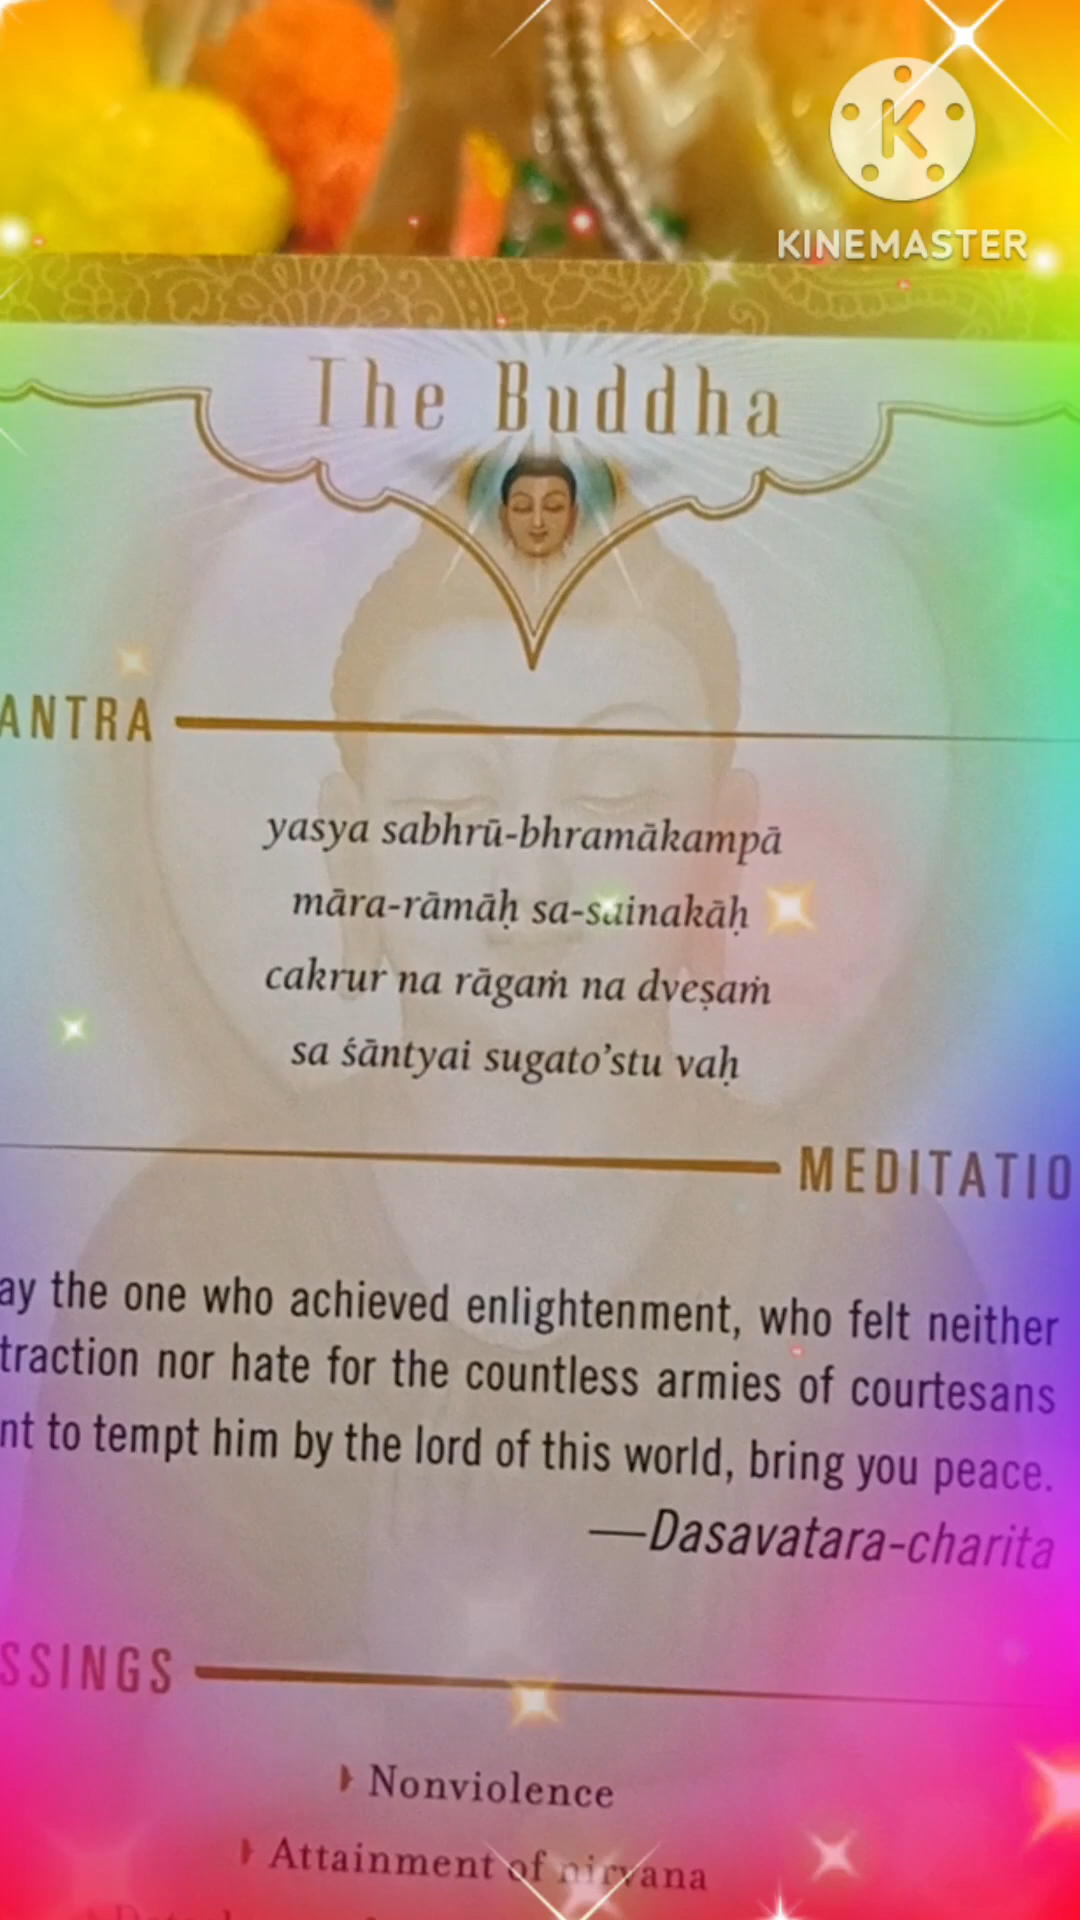 K
KINEMASTER
The Buddha
ANTRA
yasya sabhrū-bhramākampā
māra-rāmāḥ sa-sainakāḥ
cakrur na rāgaṁ na dveṣaṁ
sa śāntyai sugato’stu vaḥ
MEDITATIO
ay the one who achieved enlightenment, who felt neither
traction nor hate for the countless armies of courtesans
nt to tempt him by the lord of this world, bring you peace.
—Dasavatara-charita
SSINGS
Nonviolence
Attainment of nirvana